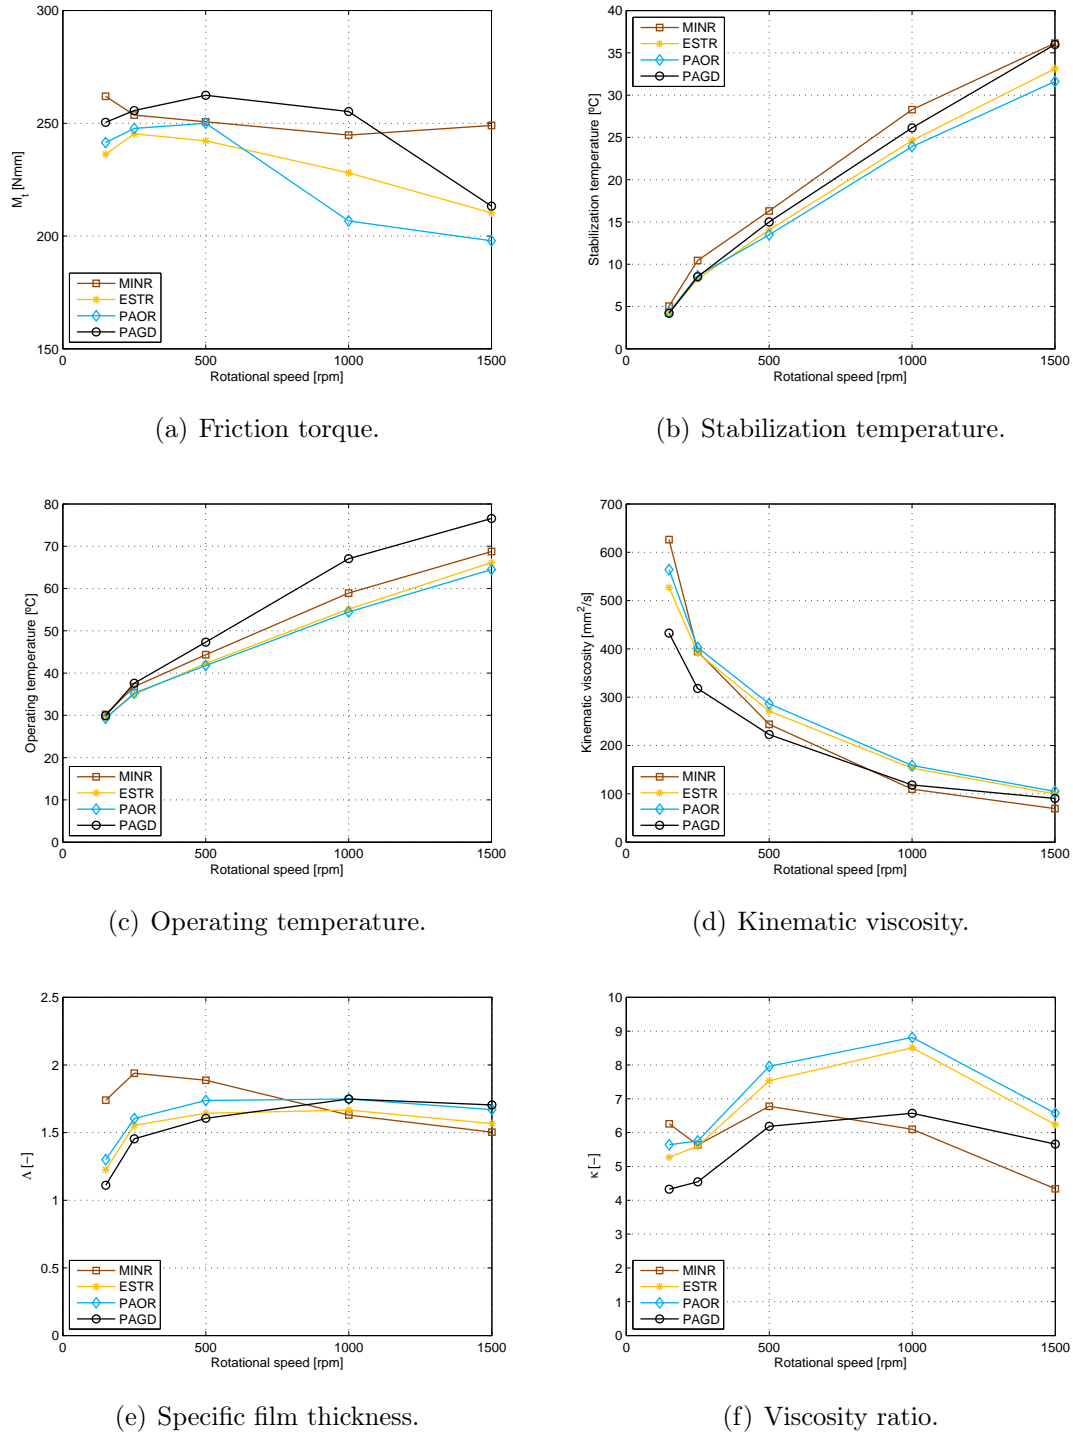 300
250
200
150
M_t [Nmm]
MINR
ESTR
PAOR
PAGD
0
500
1000
1500
Rotational speed [rpm]
(a) Friction torque.
40
35
30
25
20
15
10
5
0
Stabilization temperature [ºC]
MINR
ESTR
PAOR
PAGD
0
500
1000
1500
Rotational speed [rpm]
(b) Stabilization temperature.
80
70
60
50
40
30
20
10
0
Operating temperature [ºC]
MINR
ESTR
PAOR
PAGD
0
500
1000
1500
Rotational speed [rpm]
(c) Operating temperature.
700
600
500
400
300
200
100
0
Kinematic viscosity [mm²/s]
MINR
ESTR
PAOR
PAGD
0
500
1000
1500
Rotational speed [rpm]
(d) Kinematic viscosity.
2.5
2
1.5
1
0.5
0
Λ [−]
MINR
ESTR
PAOR
PAGD
0
500
1000
1500
Rotational speed [rpm]
(e) Specific film thickness.
10
9
8
7
6
5
4
3
2
1
0
κ [−]
MINR
ESTR
PAOR
PAGD
0
500
1000
1500
Rotational speed [rpm]
(f) Viscosity ratio.